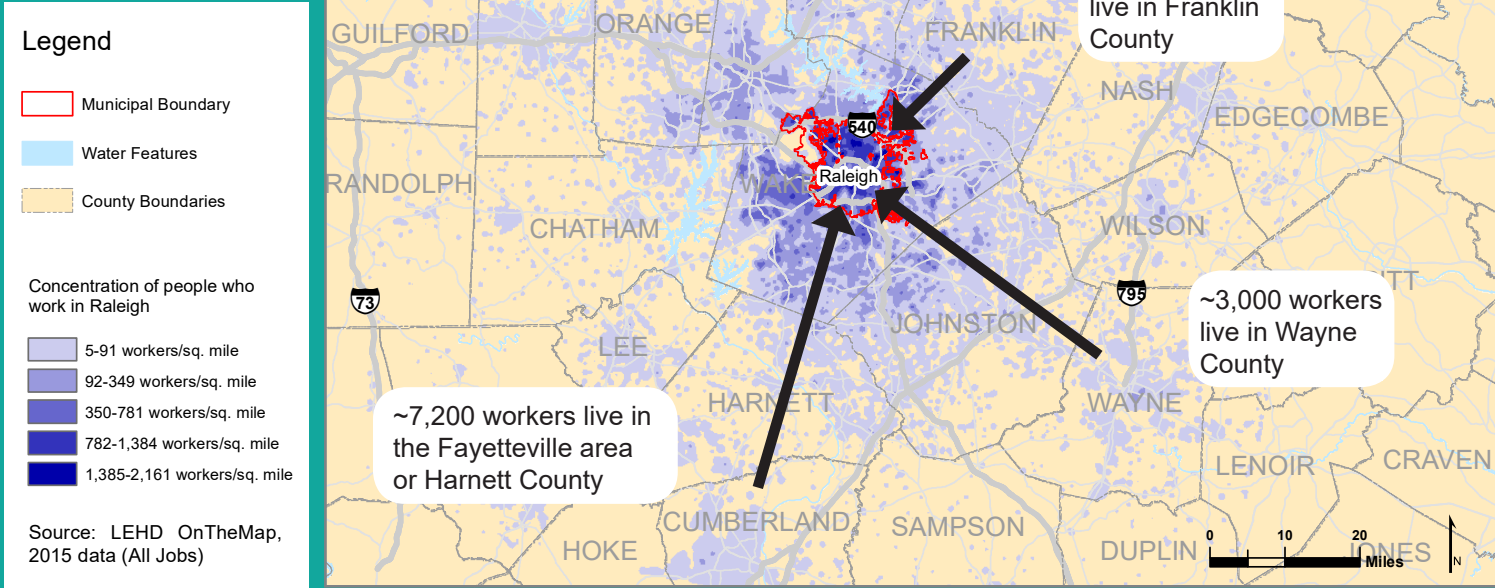 Legend
Municipal Boundary
Water Features
County Boundaries
Concentration of people who
work in Raleigh
5-91 workers/sq. mile
92-349 workers/sq. mile
350-781 workers/sq. mile
782-1,384 workers/sq. mile
1,385-2,161 workers/sq. mile
Source: LEHD OnTheMap,
2015 data (All Jobs)
live in Franklin
County
GUILFORD
ORANGE
FRANKLIN
NASH
EDGECOMBE
540
RANDOLPH
Raleigh
CHATHAM
WILSON
73
795
~3,000 workers
live in Wayne
County
JOHNSTON
LEE
HARNETT
WAYNE
~7,200 workers live in
the Fayetteville area
or Harnett County
LENOIR
CRAVEN
CUMBERLAND
SAMPSON
HOKE
DUPLIN
JONES
0 10 20
Miles
N